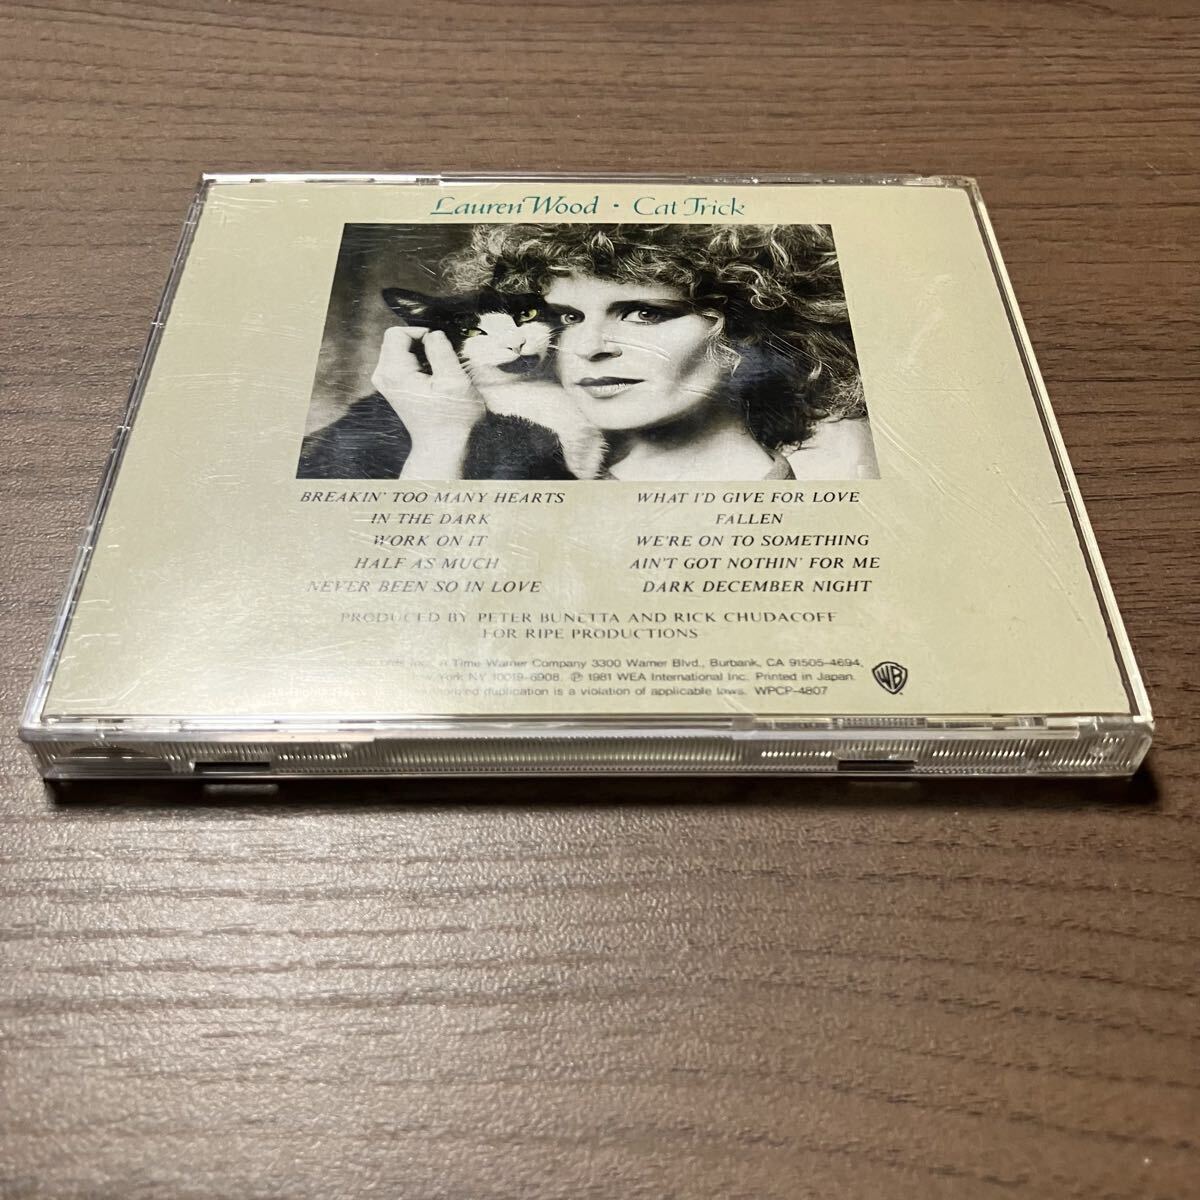 Lauren Wood · Cat Trick
BREAKIN' TOO MANY HEARTS
IN THE DARK
WORK ON IT
HALF AS MUCH
NEVER BEEN SO IN LOVE
WHAT I'D GIVE FOR LOVE
FALLEN
WE'RE ON TO SOMETHING
AIN'T GOT NOTHIN' FOR ME
DARK DECEMBER NIGHT
PRODUCED BY PETER BUNETTA AND RICK CHUDACOFF
FOR RIPE PRODUCTIONS
Inc. a Time Warner Company 3300 Warner Blvd., Burbank, CA 91505-4694,
York NY 10019-6908. ℗ 1981 WEA International Inc. Printed in Japan.
duplication is a violation of applicable laws. WPCP-4807
WB